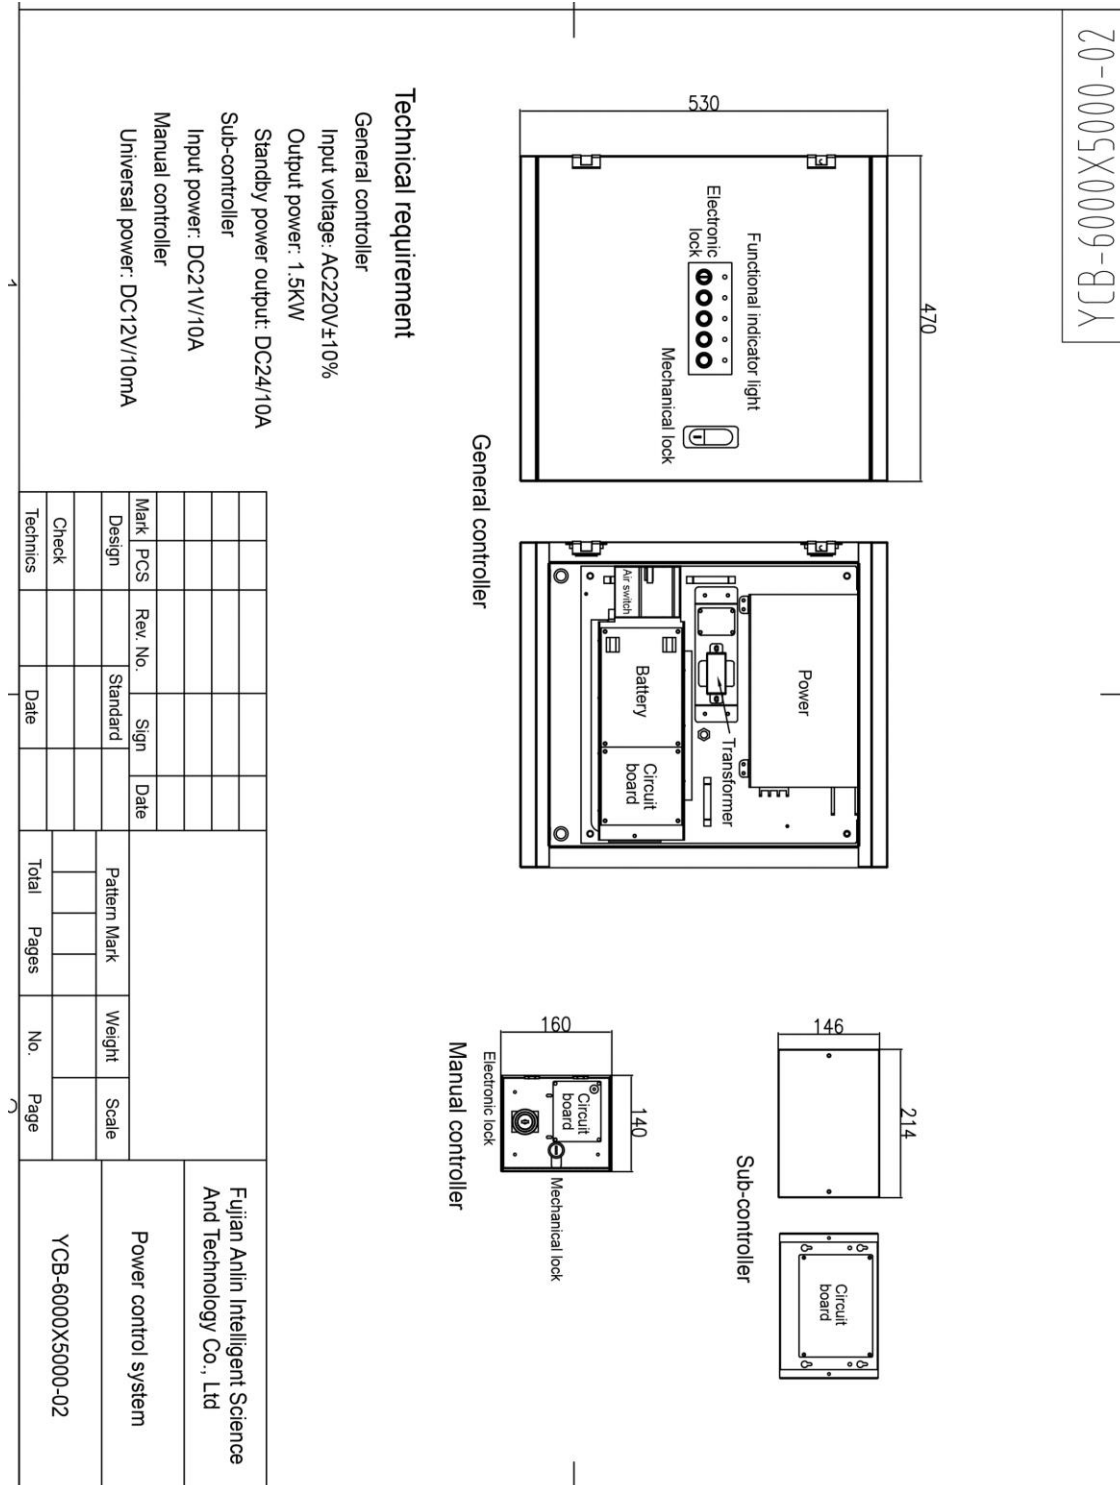 YCB-6000X5000-02
530
470
Functional indicator light
Electronic
lock
Mechanical lock
General controller
Air switch
Battery
Circuit
board
Power
Transformer
146
214
Sub-controller
Circuit
board
160
140
Circuit
board
Electronic lock
Mechanical lock
Manual controller
Technical requirement
General controller
Input voltage: AC220V±10%
Output power: 1.5KW
Standby power output: DC24/10A
Sub-controller
Input power: DC21V/10A
Manual controller
Universal power: DC12V/10mA
Mark PCS Rev. No. Sign Date
Design Standard
Check
Technics Date
Pattern Mark Weight Scale
Total Pages No. Page
Fujian Anlin Intelligent Science
And Technology Co., Ltd
Power control system
YCB-6000X5000-02